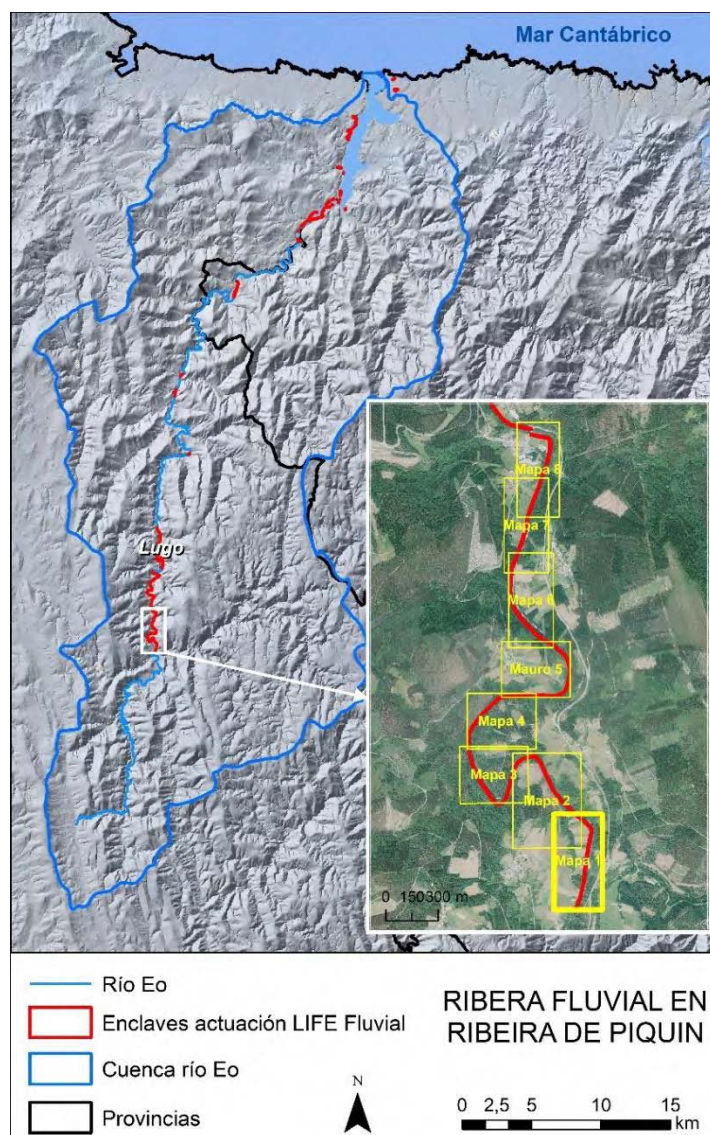 Mar Cantábrico
Lugo
Mapa 8
Mapa 7
Mapa 6
Mauro 5
Mapa 4
Mapa 3
Mapa 2
Mapa 1
0 150300 m
Río Eo
Enclaves actuación LIFE Fluvial
Cuenca río Eo
Provincias
N
RIBERA FLUVIAL EN
RIBEIRA DE PIQUIN
0 2,5 5 10 15
km